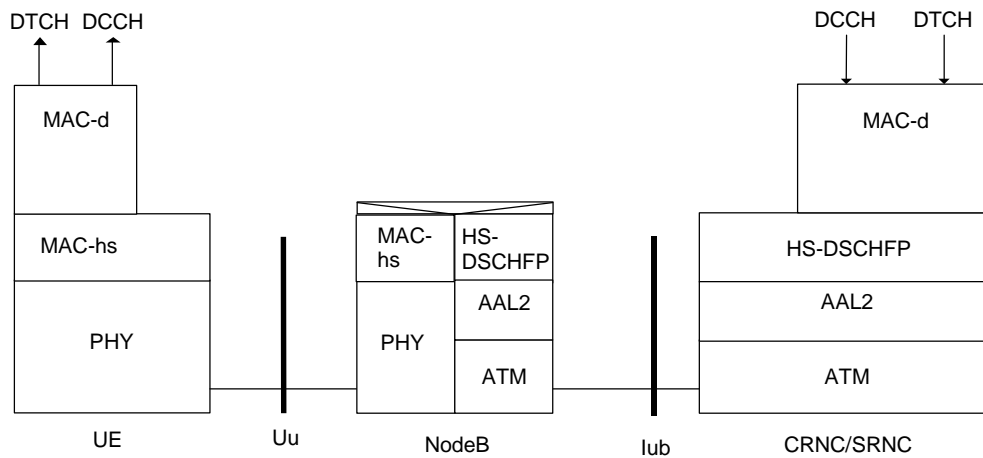 DTCH DCCH
DCCH DTCH
MAC-d
MAC-d
MAC-hs
MAC-
hs
HS-
DSCHFP
HS-DSCHFP
PHY
PHY
AAL2
AAL2
ATM
ATM
UE
Uu
NodeB
Iub
CRNC/SRNC